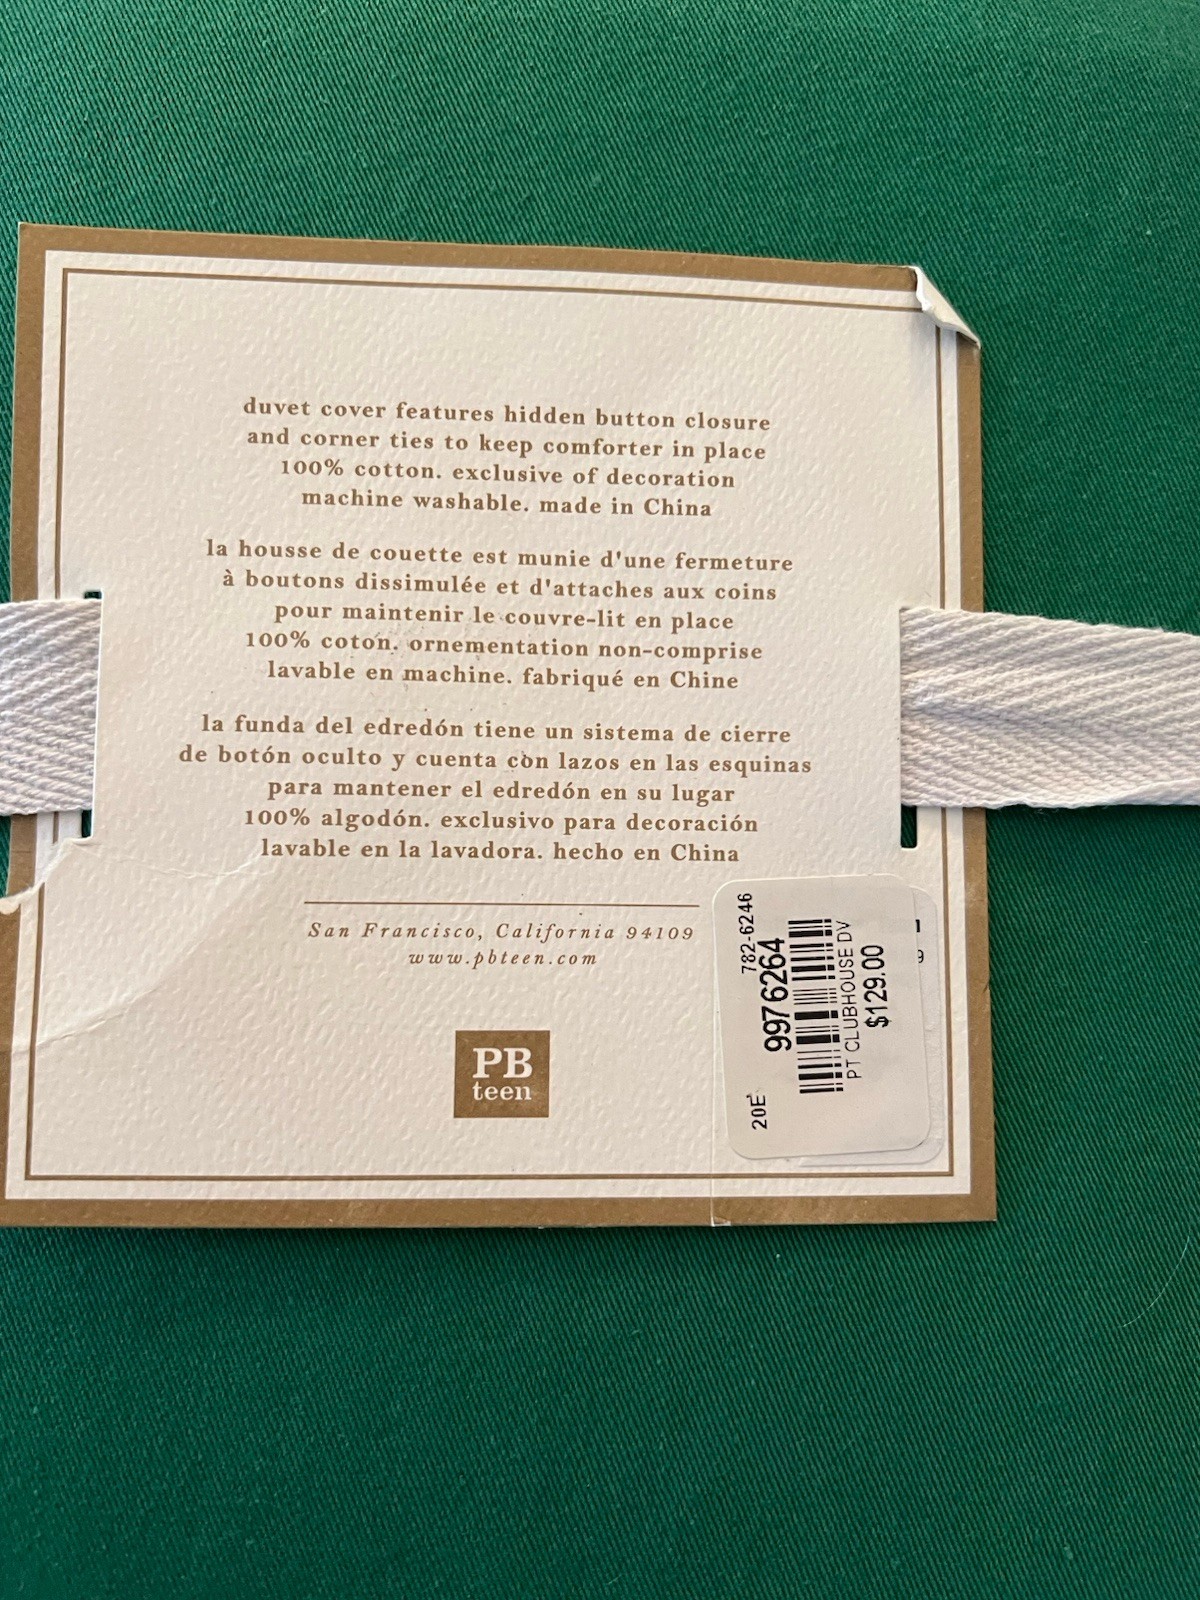 duvet cover features hidden button closure
and corner ties to keep comforter in place
100% cotton. exclusive of decoration
machine washable. made in China
la housse de couette est munie d'une fermeture
à boutons dissimulée et d'attaches aux coins
pour maintenir le couvre-lit en place
100% coton. ornementation non-comprise
lavable en machine. fabriqué en Chine
la funda del edredón tiene un sistema de cierre
de botón oculto y cuenta con lazos en las esquinas
para mantener el edredón en su lugar
100% algodón. exclusivo para decoración
lavable en la lavadora. hecho en China
San Francisco, California 94109
www.pbteen.com
PB
teen
20E 782-6246
9976264
PT CLUBHOUSE DV
$129.00
9